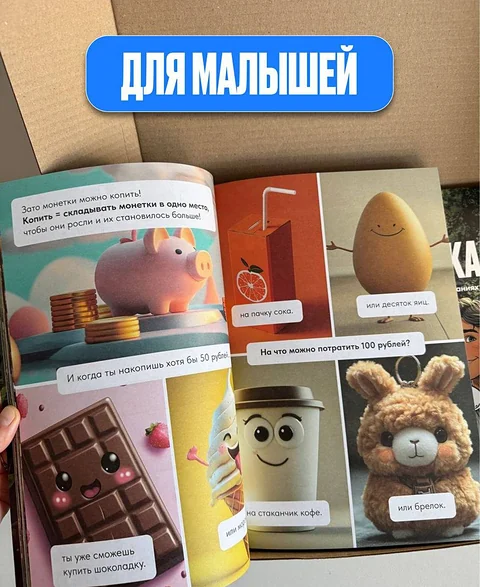 ДЛЯ МАЛЫШЕЙ
Зато монетки можно копить!
Копить = складывать монетки в одно место,
чтобы они росли и их становилось больше!
И когда ты накопишь хотя бы 50 рублей
ты уже сможешь
купить шоколадку.
или
на пачку сока.
или десяток яиц.
На что можно потратить 100 рублей?
на стаканчик кофе.
или брелок.
КА